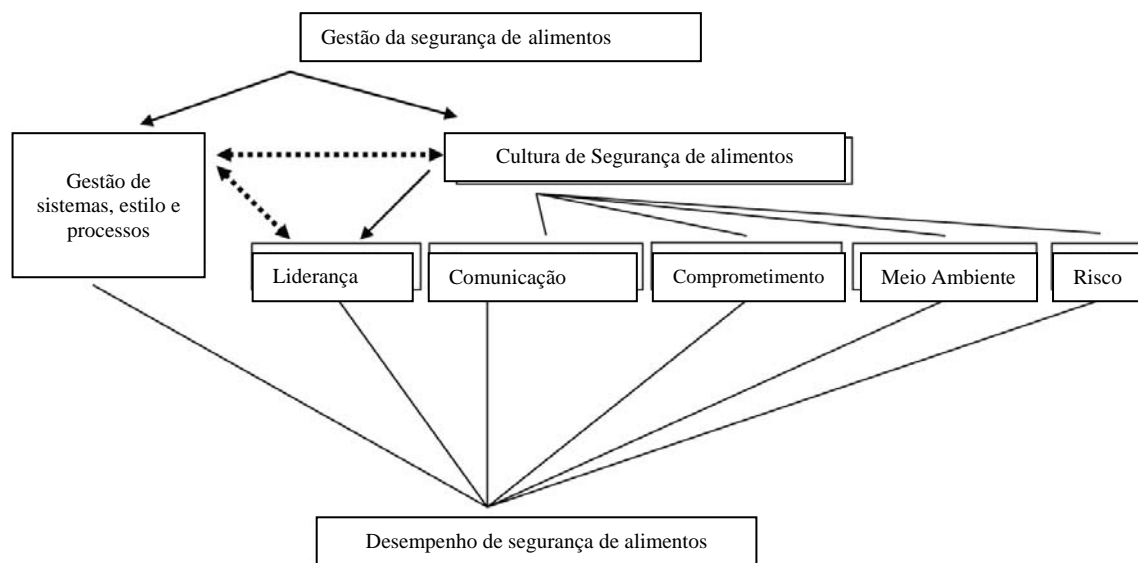 Gestão da segurança de alimentos
Cultura de Segurança de alimentos
Gestão de
sistemas, estilo e
processos
Liderança
Comunicação
Comprometimento
Meio Ambiente
Risco
Desempenho de segurança de alimentos